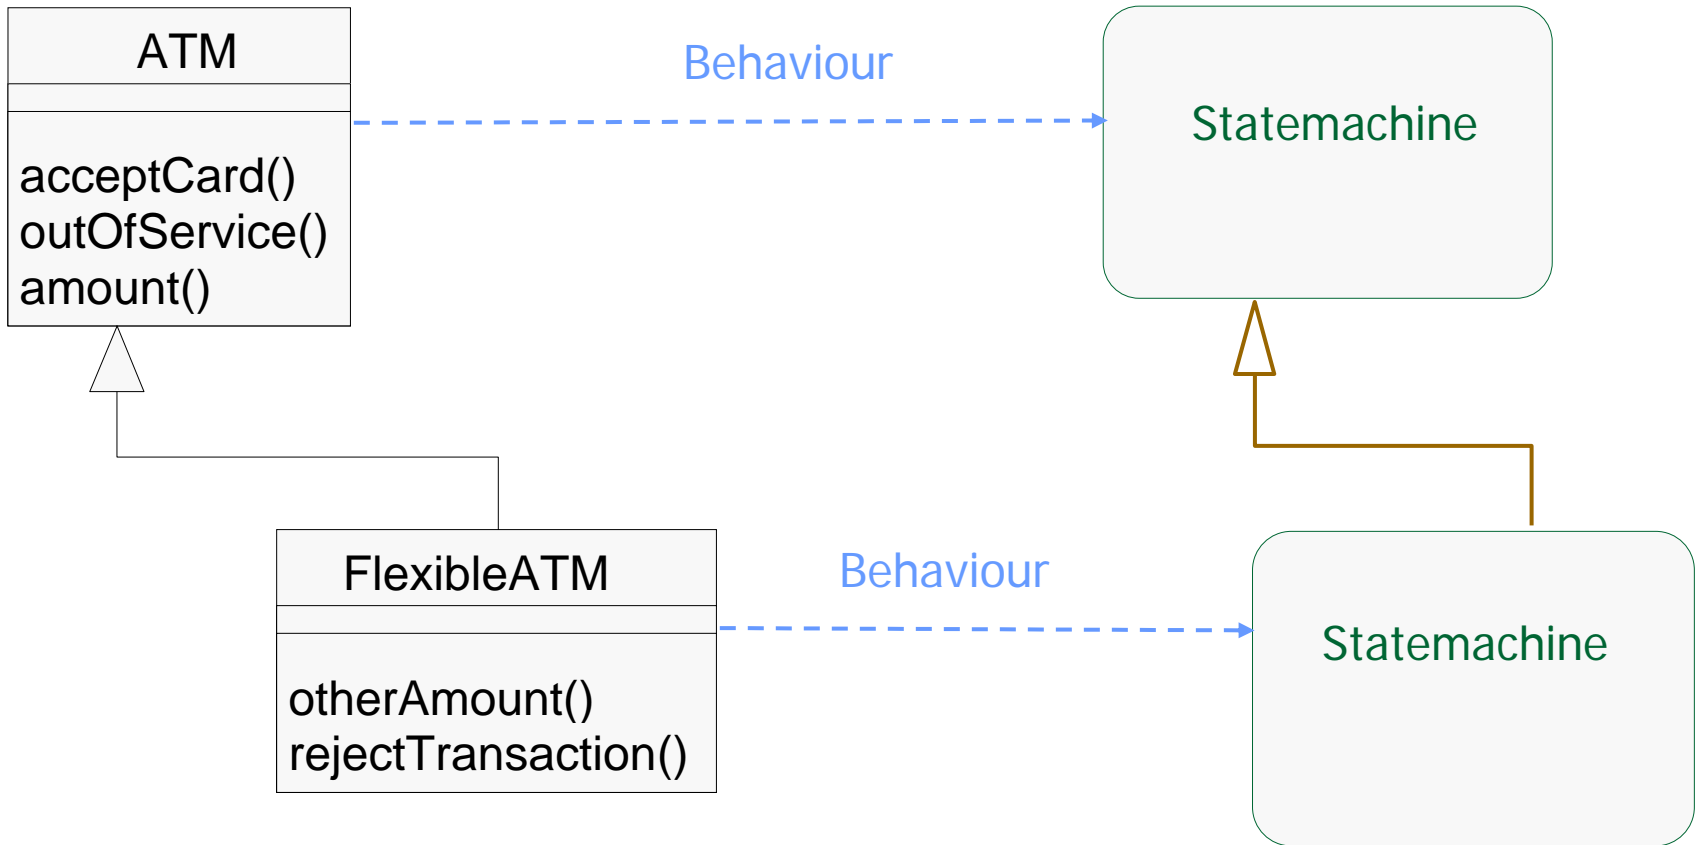 ATM
acceptCard()
outOfService()
amount()
Behaviour
Statemachine
FlexibleATM
otherAmount()
rejectTransaction()
Behaviour
Statemachine